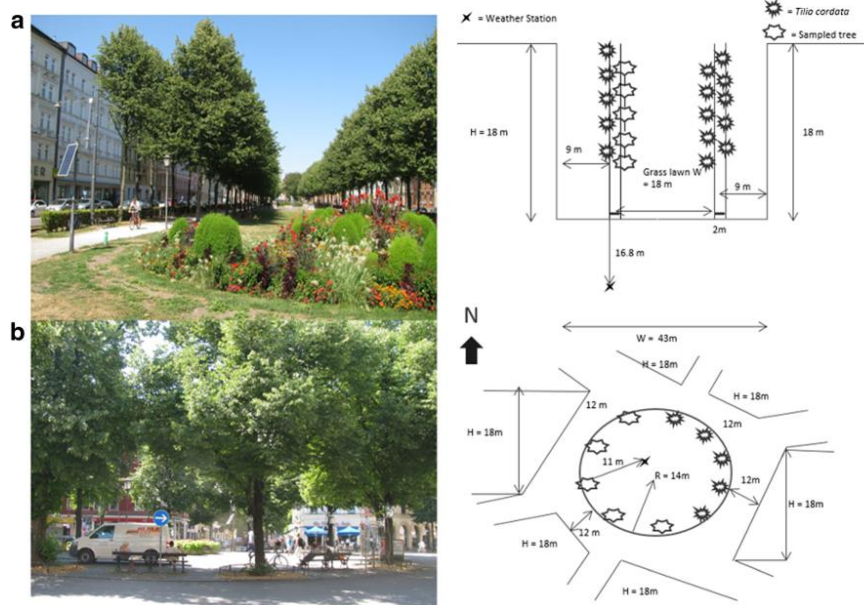 a
✶ = Weather Station
= Tilia cordata
= Sampled tree
H = 18 m
18 m
9 m
Grass lawn W
= 18 m
9 m
2m
16.8 m
b
N
W = 43m
H = 18m
H = 18m
12 m
12m
H = 18m
11 m
R = 14m
12m
H = 18m
12 m
H = 18m
H = 18m